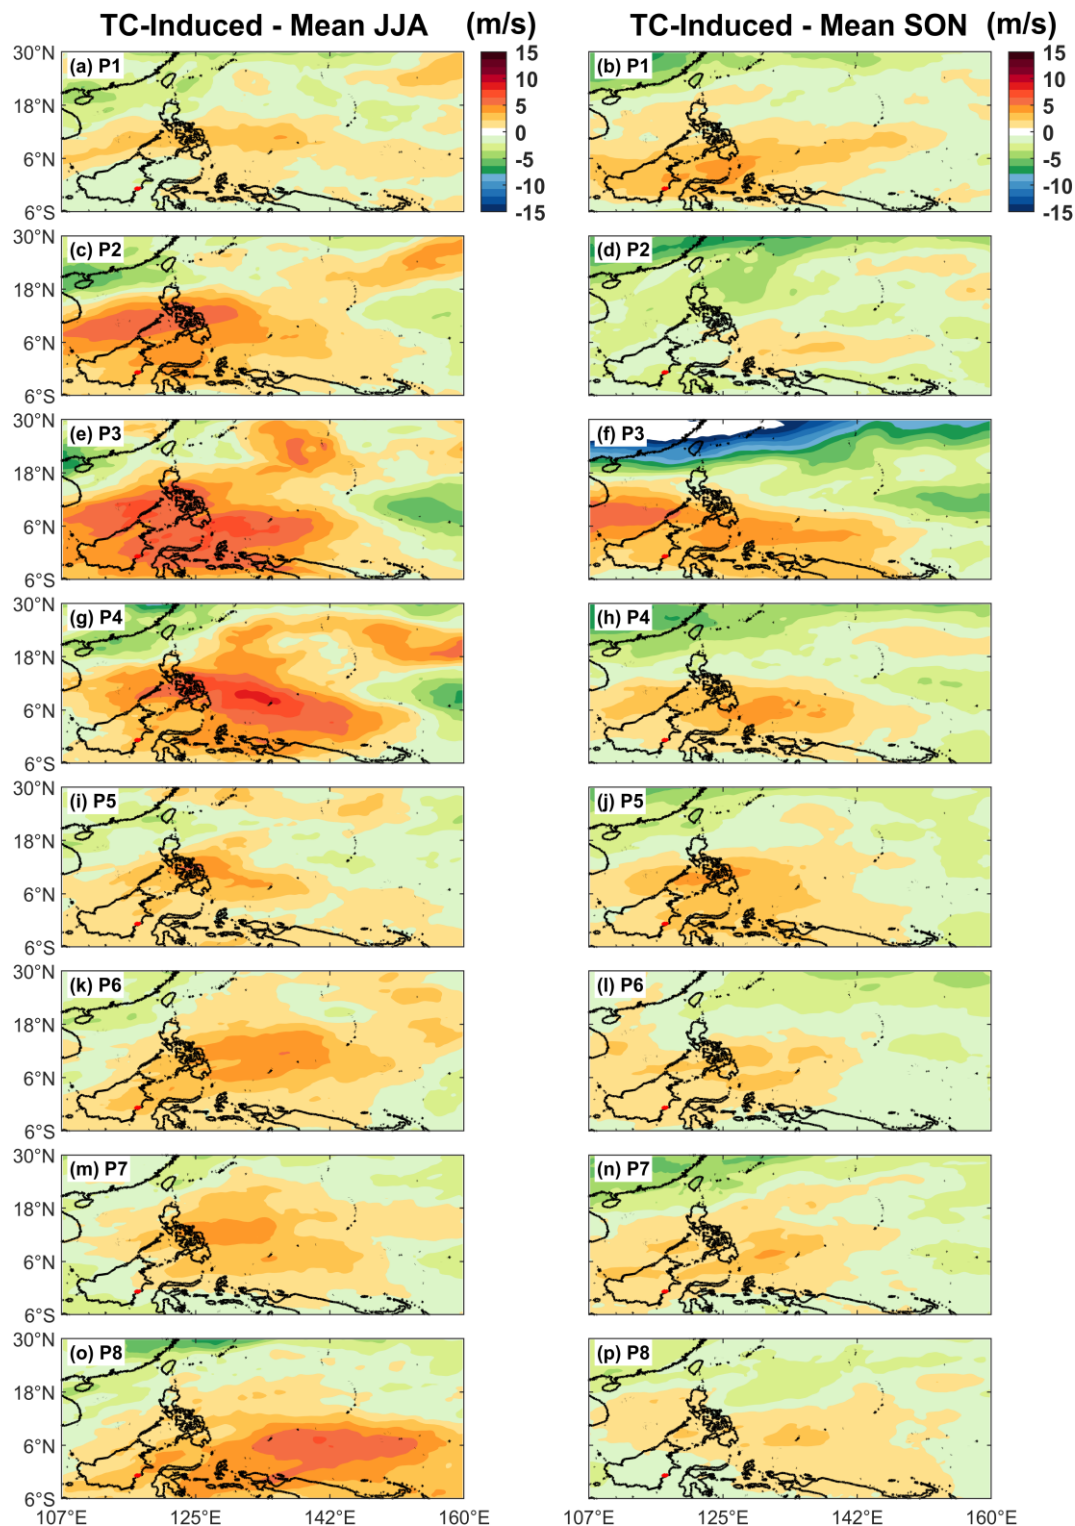 TC-Induced - Mean JJA (m/s) TC-Induced - Mean SON (m/s)
30°N (a) P1 15 (b) P1 15
10 10
18°N 5 5
0 0
6°N -5 -5
-10 -10
6°S -15 -15
30°N (c) P2 (d) P2
18°N
6°N
6°S
30°N (e) P3 (f) P3
18°N
6°N
6°S
30°N (g) P4 (h) P4
18°N
6°N
6°S
30°N (i) P5 (j) P5
18°N
6°N
6°S
30°N (k) P6 (l) P6
18°N
6°N
6°S
30°N (m) P7 (n) P7
18°N
6°N
6°S
30°N (o) P8 (p) P8
18°N
6°N
6°S
107°E 125°E 142°E 160°E 107°E 125°E 142°E 160°E